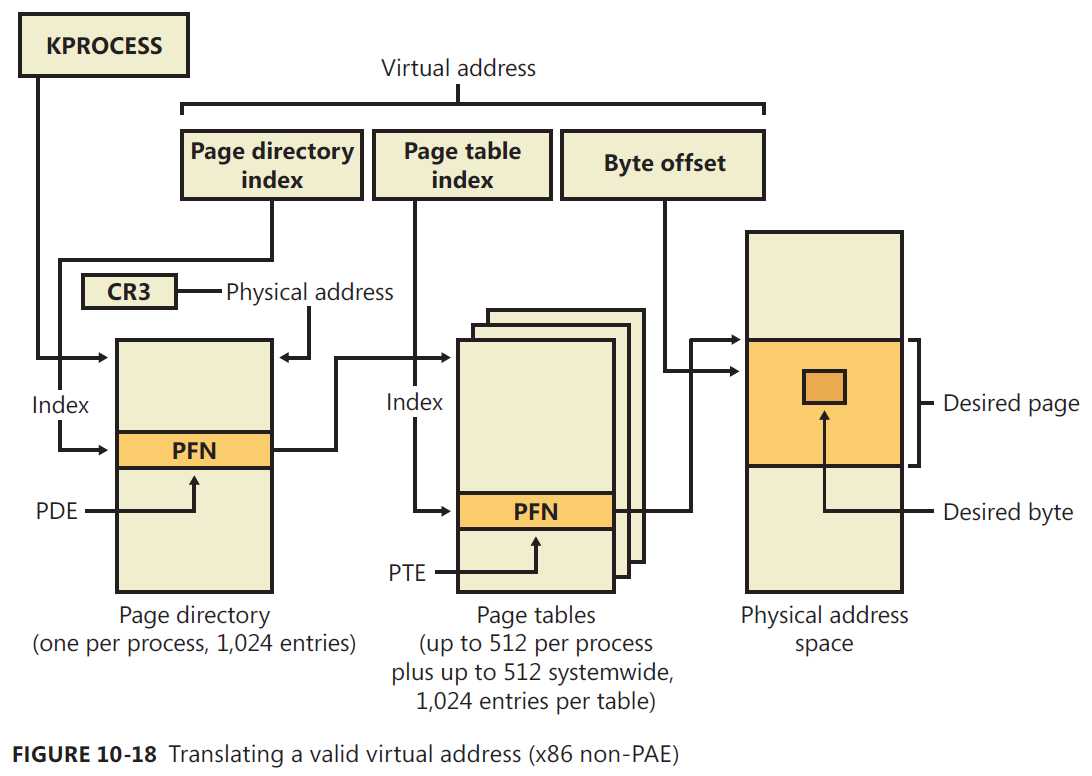 KPROCESS
Virtual address
Page directory
index
Page table
index
Byte offset
CR3
Physical address
Index
Index
PFN
PDE
PFN
PTE
Desired page
Desired byte
Page directory
(one per process, 1,024 entries)
Page tables
(up to 512 per process
plus up to 512 systemwide,
1,024 entries per table)
Physical address
space
FIGURE 10-18 Translating a valid virtual address (x86 non-PAE)